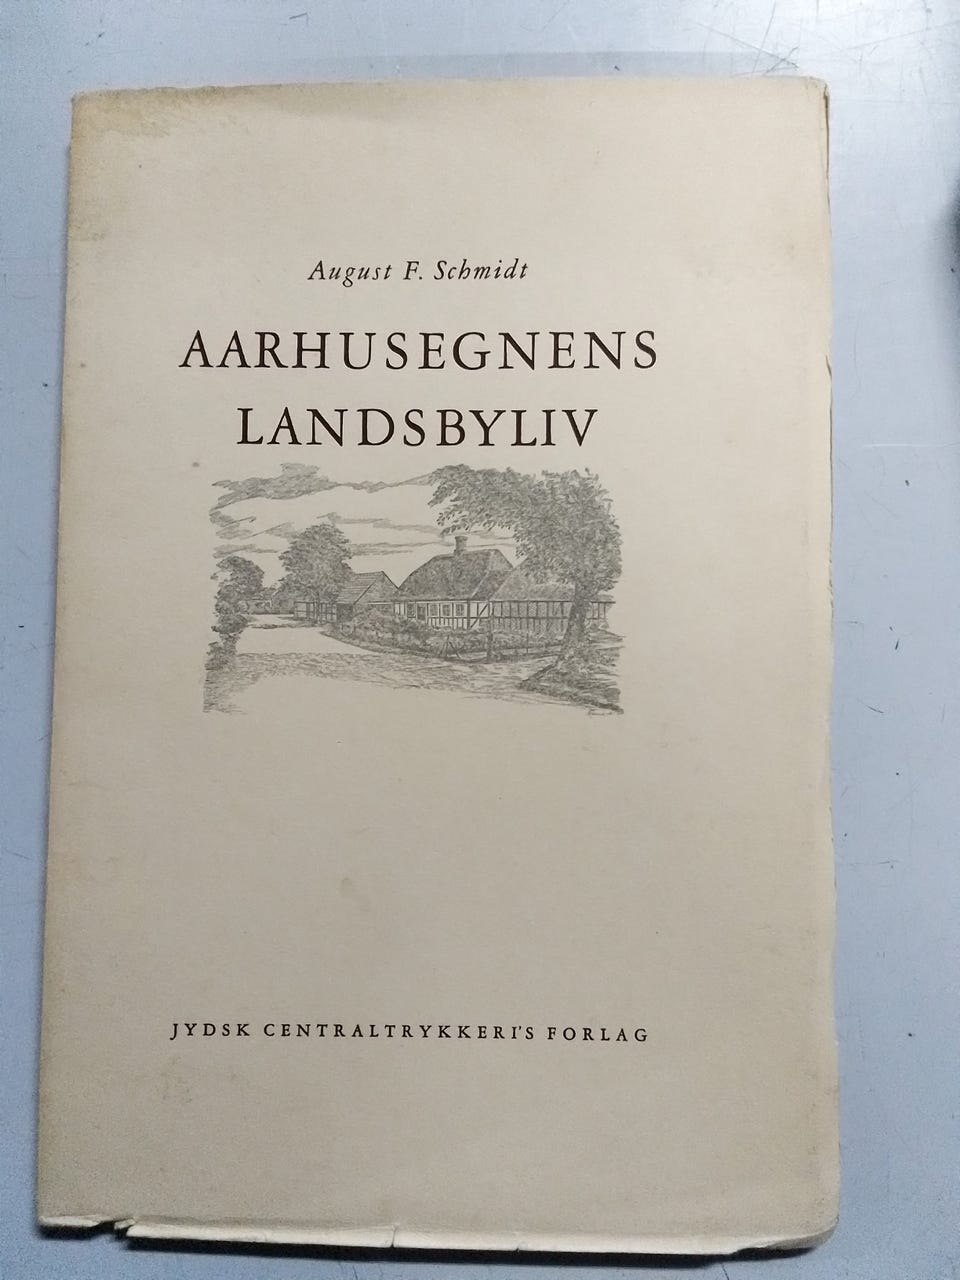 August F. Schmidt
AARHUSEGNENS
LANDSBYLIV
JYDSK CENTRALTRYKKERI'S FORLAG